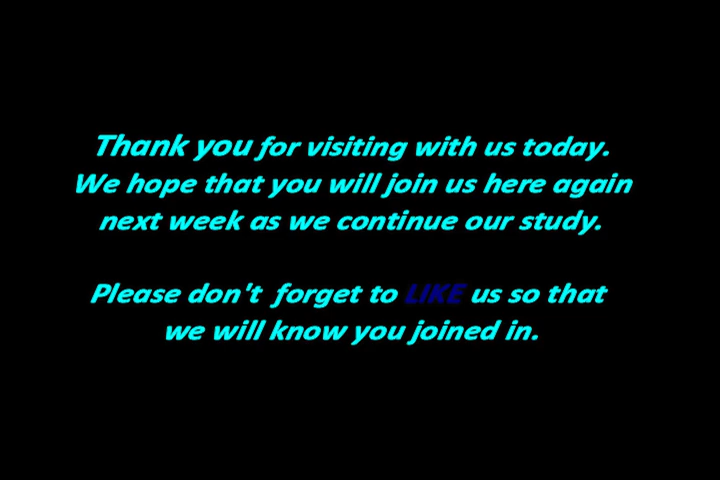 Thank you for visiting with us today.
We hope that you will join us here again
next week as we continue our study.
Please don't forget to LIKE us so that
we will know you joined in.